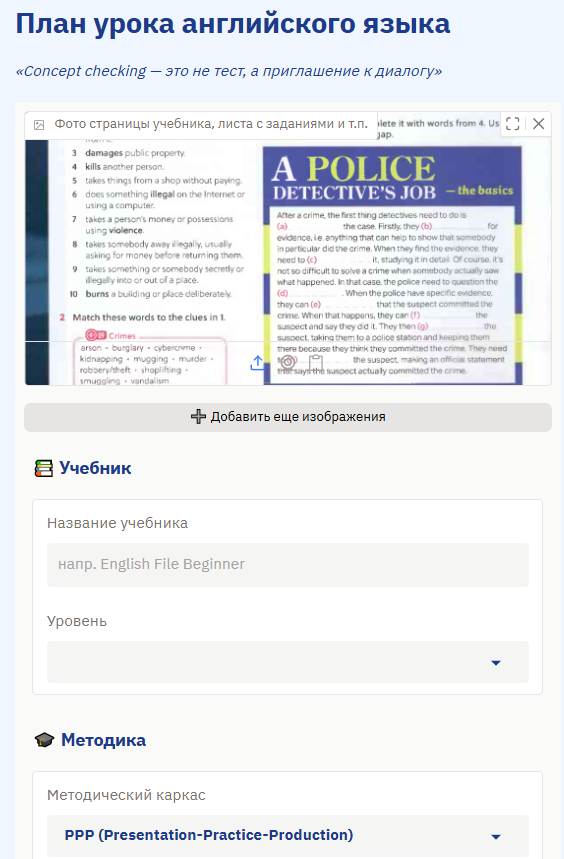 План урока английского языка
«Concept checking — это не тест, а приглашение к диалогу»
Фото страницы учебника, листа с заданиями и т.п.
lete it with words from 4. Us
gap.
3 damages public property.
4 kills another person.
5 takes things from a shop without paying.
6 does something illegal on the Internet or
using a computer.
7 takes a person's money or possessions
using violence.
8 takes somebody away illegally, usually
asking for money before returning them.
9 takes something or somebody secretly or
illegally into or out of a place.
10 burns a building or place deliberately.
2 Match these words to the clues in 1.
Crimes
arson • burglary • cybercrime •
kidnapping • mugging • murder •
robbery/theft • shoplifting •
smuggling • vandalism
A POLICE
DETECTIVE'S JOB – the basics
After a crime, the first thing detectives need to do is
(a) the case. Firstly, they (b) for
evidence, i.e. anything that can help to show that somebody
in particular did the crime. When they find the evidence, they
need to (c) it, studying it in detail. Of course, it's
not so difficult to solve a crime when somebody actually saw
what happened. In that case, the police need to question the
(d) . When the police have specific evidence,
they can (e) that the suspect committed the
crime. When that happens, they can (f) the
suspect and say they did it. They then (g) the
suspect, taking them to a police station and keeping them
there because they think they committed the crime. They need
the suspect, making an official statement
that says the suspect actually committed the crime.
Добавить еще изображения
Учебник
Название учебника
напр. English File Beginner
Уровень
Методика
Методический каркас
PPP (Presentation-Practice-Production)